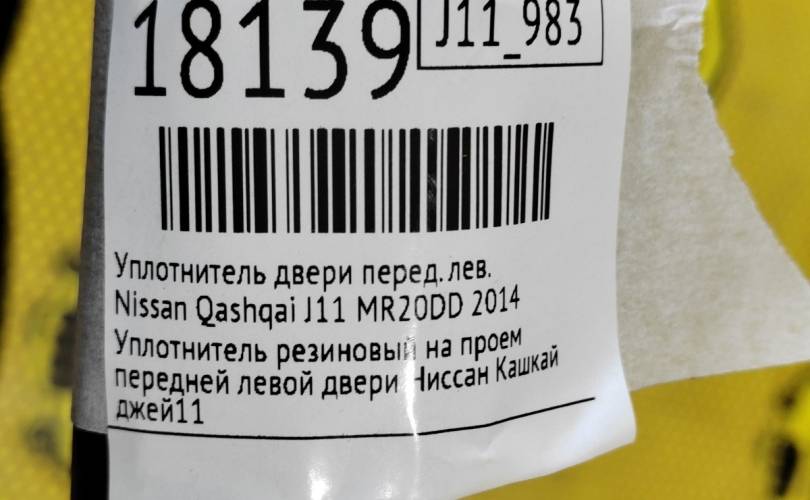 18139
J11_983
Уплотнитель двери перед. лев.
Nissan Qashqai J11 MR20DD 2014
Уплотнитель резиновый на проем
передней левой двери Ниссан Кашкай
джей11